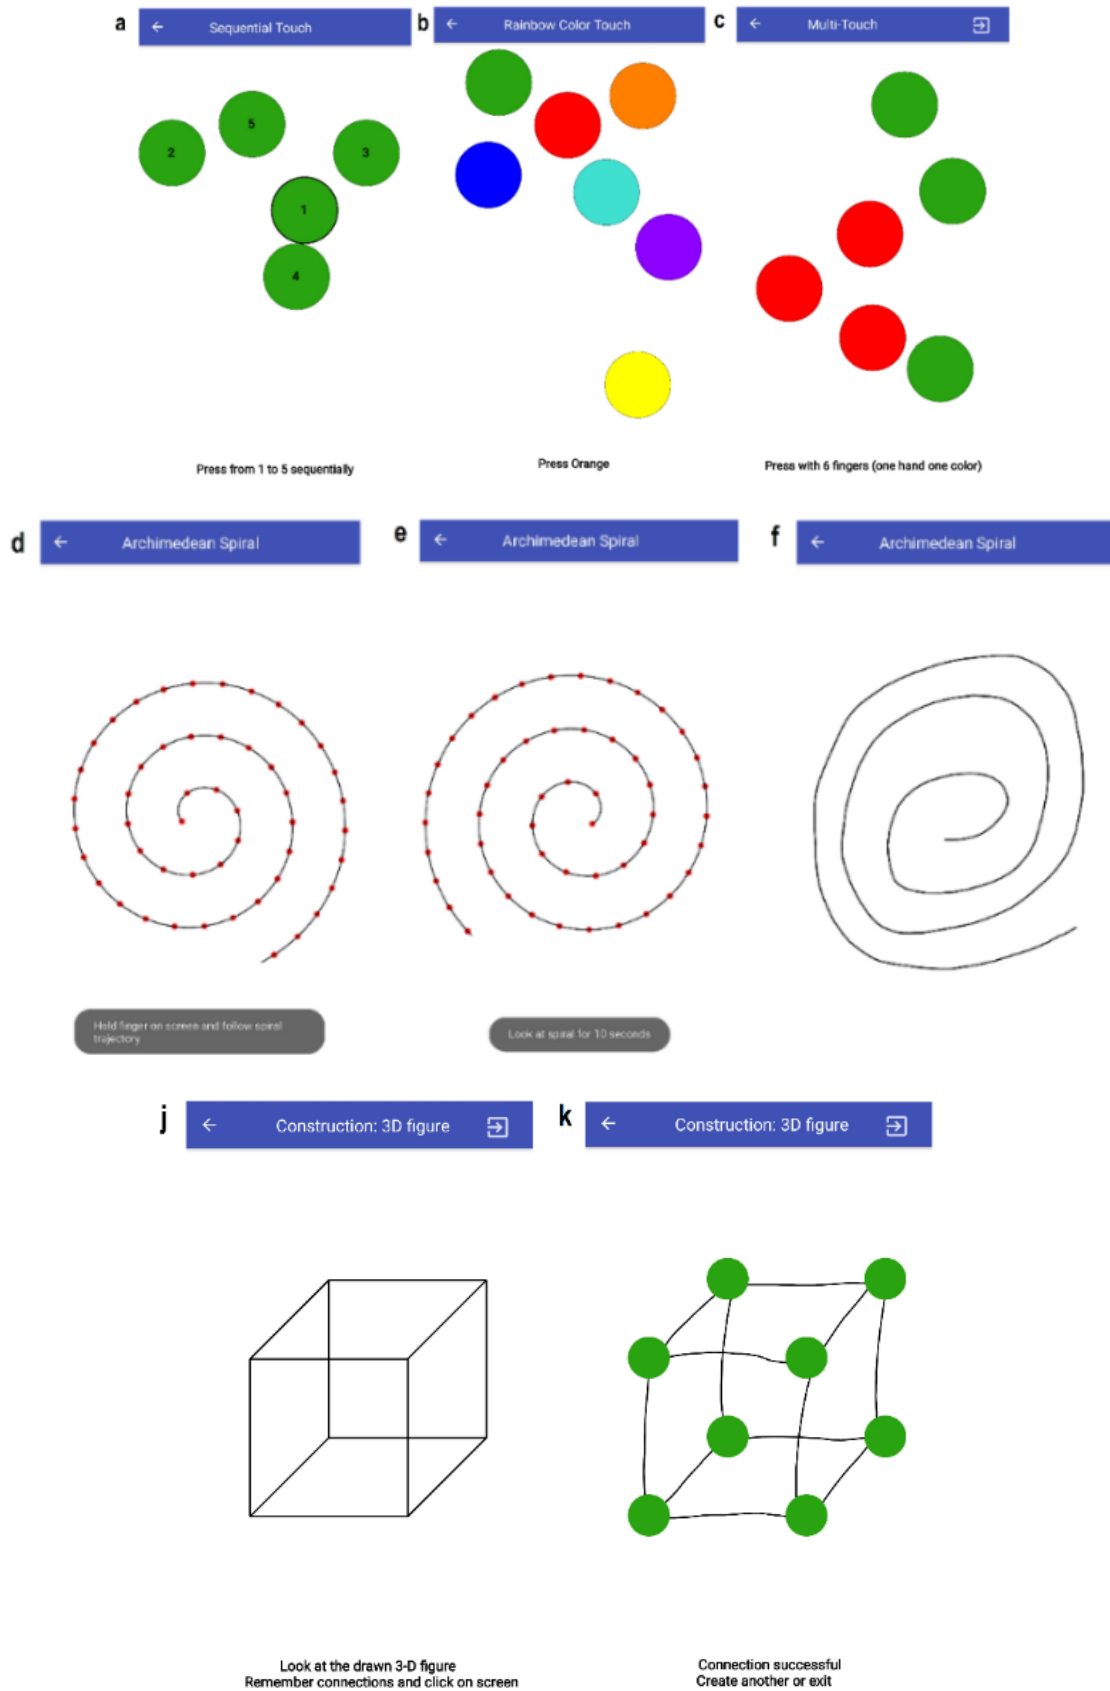 a
← Sequential Touch
b
← Rainbow Color Touch
c
← Multi-Touch
5
2
3
1
4
Press from 1 to 5 sequentially
Press Orange
Press with 6 fingers (one hand one color)
d
← Archimedean Spiral
e
← Archimedean Spiral
f
← Archimedean Spiral
Hold finger on screen and follow spiral
trajectory
Look at spiral for 10 seconds
j
← Construction: 3D figure
k
← Construction: 3D figure
Look at the drawn 3-D figure
Remember connections and click on screen
Connection successful
Create another or exit